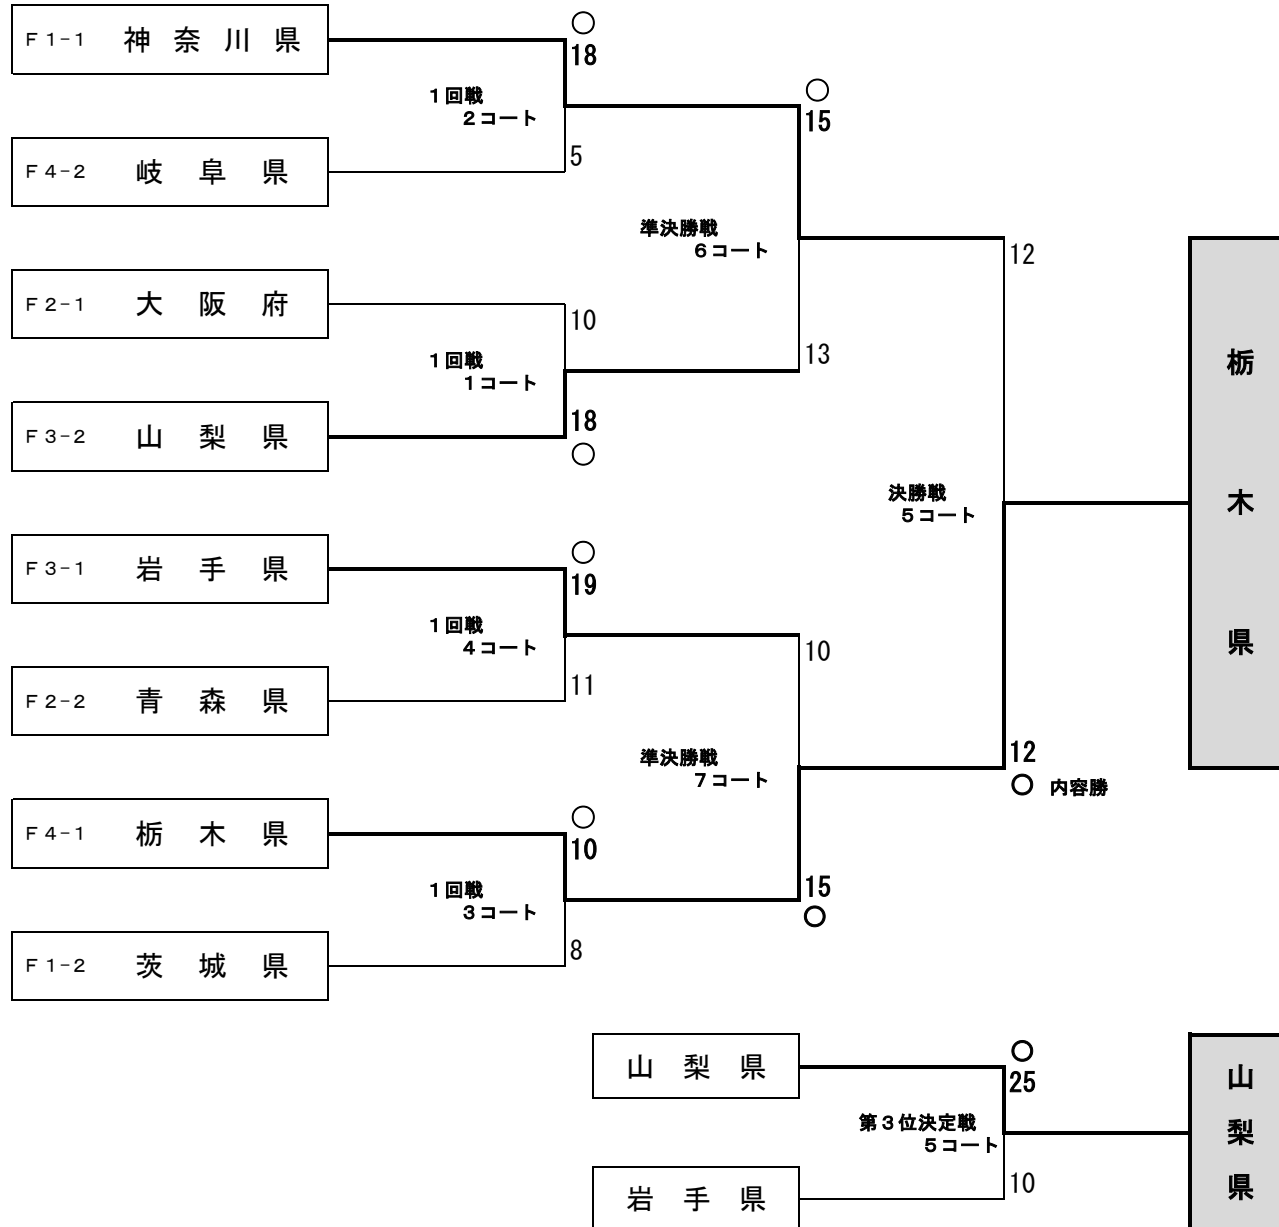 ○
Ｆ１-１ 神奈川県
18
○
１回戦
２コート
15
5
Ｆ４-２ 岐阜県
準決勝戦
６コート
12
Ｆ２-１ 大阪府
10
１回戦
１コート
13
栃木県
18
Ｆ３-２ 山梨県
○
決勝戦
５コート
○
Ｆ３-１ 岩手県
19
１回戦
４コート
10
11
Ｆ２-２ 青森県
準決勝戦
７コート
12
○ 内容勝
○
Ｆ４-１ 栃木県
10
１回戦
３コート
15
○
8
Ｆ１-２ 茨城県
○
山梨県
25
第３位決定戦
５コート
山梨県
10
岩手県